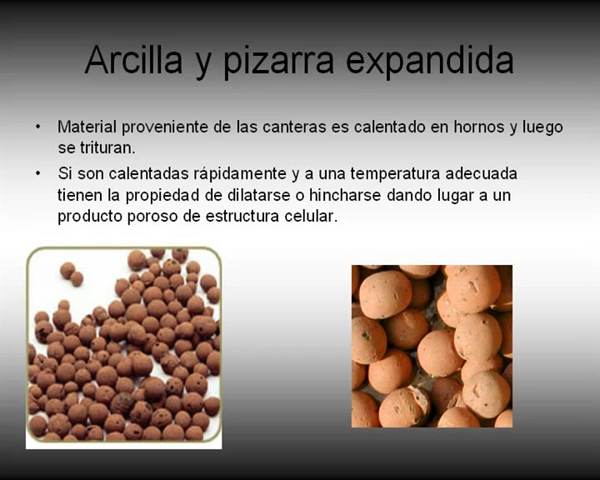 Arcilla y pizarra expandida
• Material proveniente de las canteras es calentado en hornos y luego
se trituran.
• Si son calentadas rápidamente y a una temperatura adecuada
tienen la propiedad de dilatarse o hincharse dando lugar a un
producto poroso de estructura celular.